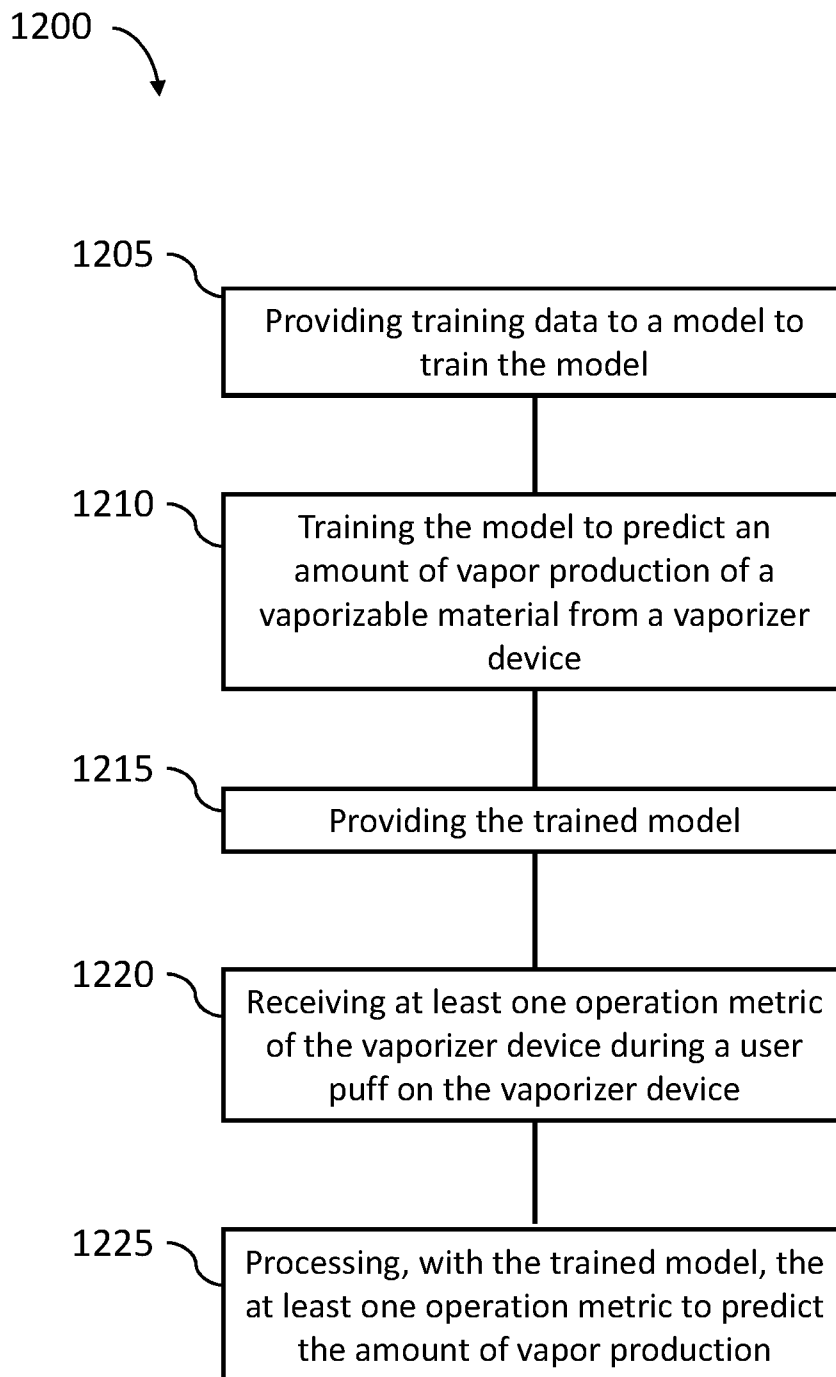 1200
1205
Providing training data to a model to
train the model
1210
Training the model to predict an
amount of vapor production of a
vaporizable material from a vaporizer
device
1215
Providing the trained model
1220
Receiving at least one operation metric
of the vaporizer device during a user
puff on the vaporizer device
1225
Processing, with the trained model, the
at least one operation metric to predict
the amount of vapor production